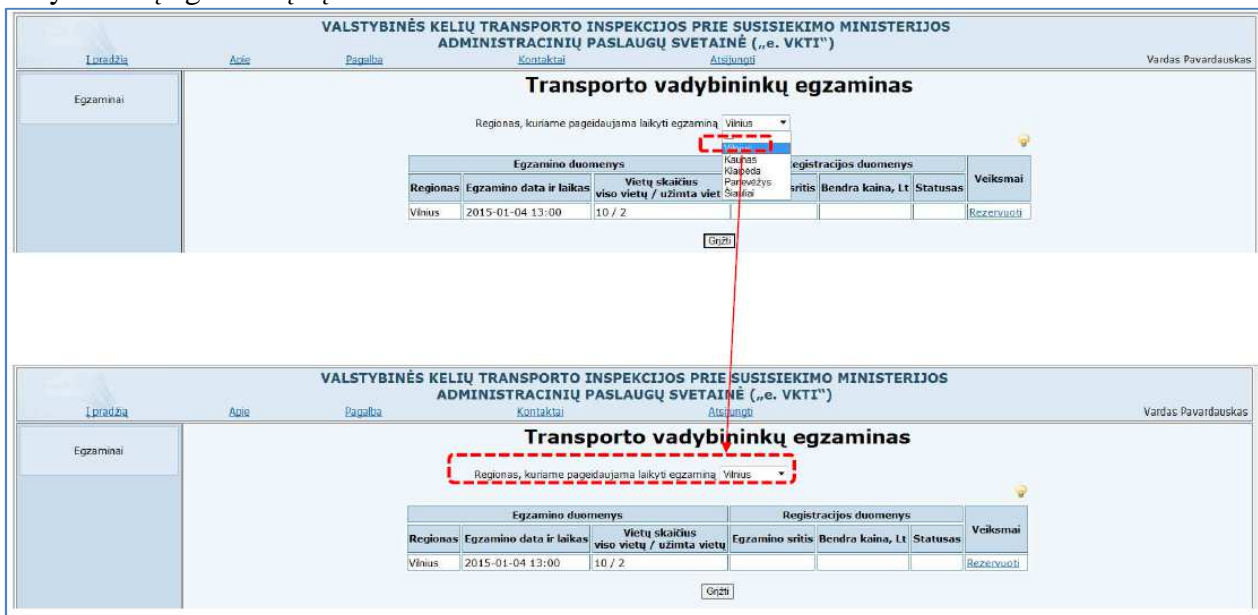 VALSTYBINĖS KELIŲ TRANSPORTO INSPEKCIJOS PRIE SUSISIEKIMO MINISTERIJOS
ADMINISTRACINIŲ PASLAUGŲ SVETAINĖ („e. VKTI“)
Į pradžią Apie Pagalba Kontaktai Atsijungti Vardas Pavardauskas
Egzaminai
Transporto vadybininkų egzaminas
Regionas, kuriame pageidaujama laikyti egzaminą Vilnius
Vilnius
Kaunas
Klaipėda
Panevėžys
Šiauliai
Egzamino duomenys Registracijos duomenys Veiksmai
Regionas Egzamino data ir laikas Vietų skaičius sritis Bendra kaina, Lt Statusas
viso vietų / užimta viet
Vilnius 2015-01-04 13:00 10 / 2 Rezervuoti
Grįžti
VALSTYBINĖS KELIŲ TRANSPORTO INSPEKCIJOS PRIE SUSISIEKIMO MINISTERIJOS
ADMINISTRACINIŲ PASLAUGŲ SVETAINĖ („e. VKTI“)
Į pradžią Apie Pagalba Kontaktai Atsijungti Vardas Pavardauskas
Egzaminai
Transporto vadybininkų egzaminas
Regionas, kuriame pageidaujama laikyti egzaminą Vilnius
Egzamino duomenys Registracijos duomenys Veiksmai
Regionas Egzamino data ir laikas Vietų skaičius Egzamino sritis Bendra kaina, Lt Statusas
viso vietų / užimta vietų
Vilnius 2015-01-04 13:00 10 / 2 Rezervuoti
Grįžti